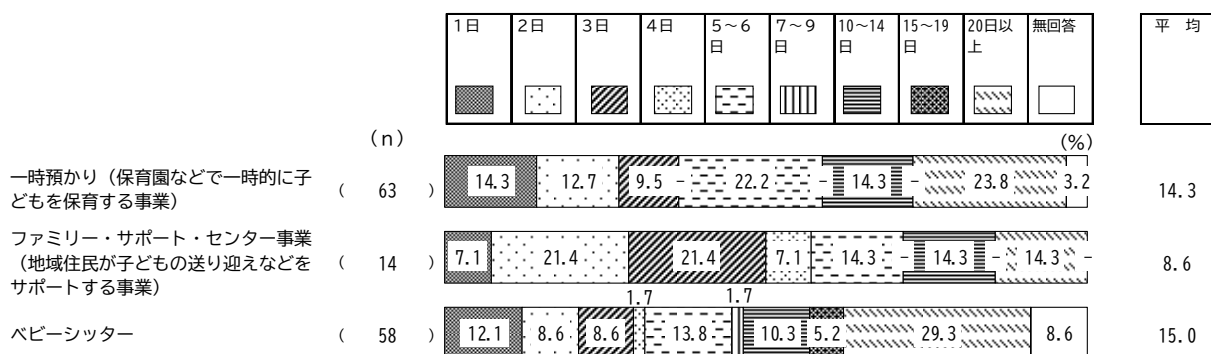 1日 2日 3日 4日 5～6日 7～9日 10～14日 15～19日 20日以上 無回答 平 均
(n) (%)
一時預かり（保育園などで一時的に子
どもを保育する事業） ( 63 ) 14.3 12.7 9.5 - 22.2 - 14.3 - 23.8 3.2 14.3
ファミリー・サポート・センター事業
（地域住民が子どもの送り迎えなどを
サポートする事業） ( 14 ) 7.1 21.4 21.4 7.1 14.3 - 14.3 - 14.3 - 8.6
1.7 1.7
ベビーシッター ( 58 ) 12.1 8.6 8.6 13.8 10.3 5.2 29.3 8.6 15.0